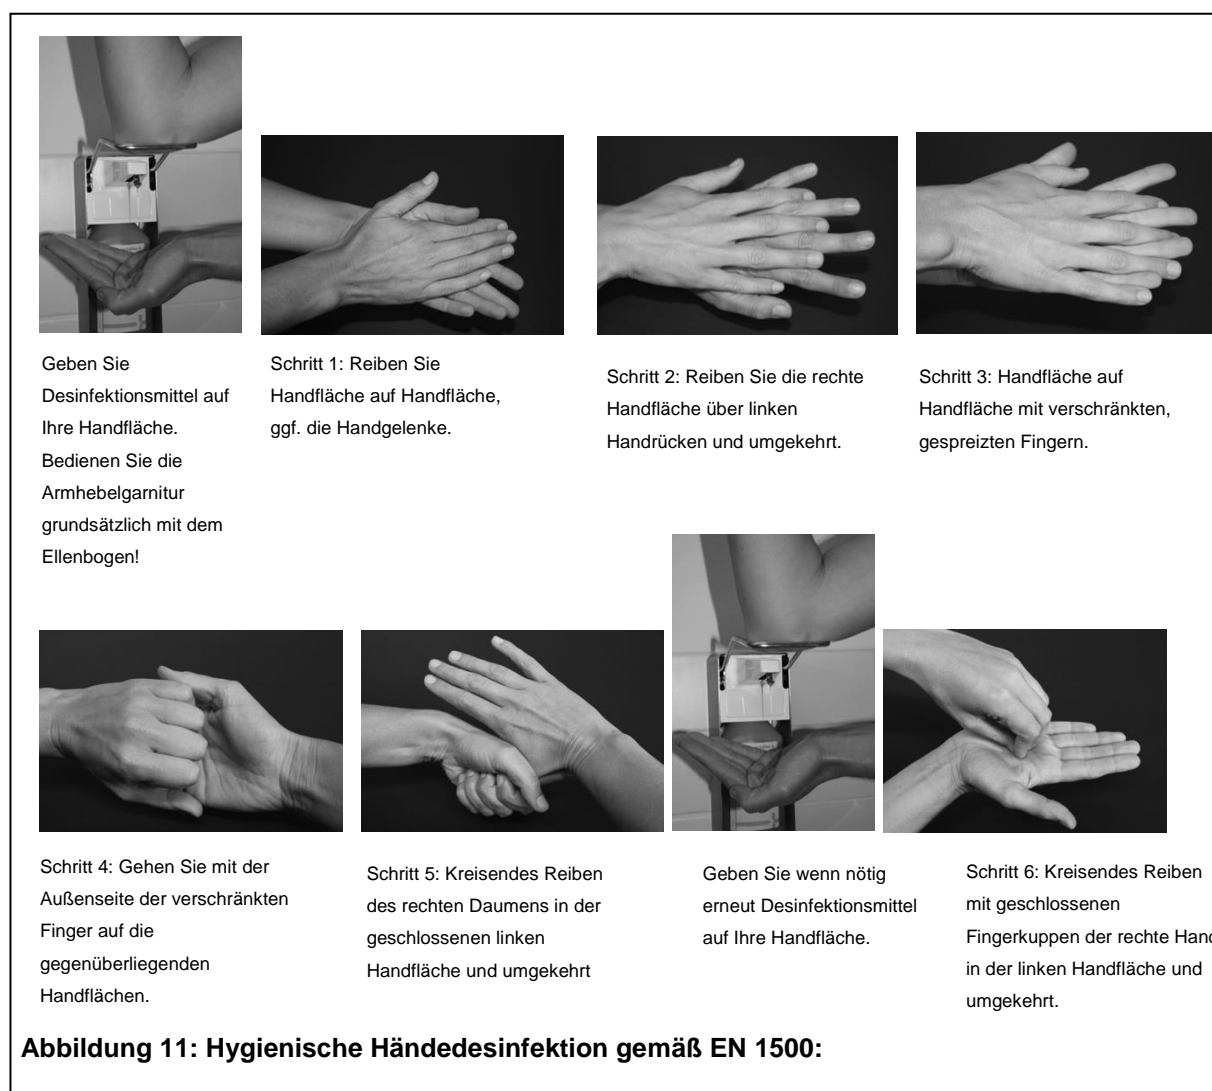 Geben Sie
Desinfektionsmittel auf
Ihre Handfläche.
Bedienen Sie die
Armhebelgarnitur
grundsätzlich mit dem
Ellenbogen!
Schritt 1: Reiben Sie
Handfläche auf Handfläche,
ggf. die Handgelenke.
Schritt 2: Reiben Sie die rechte
Handfläche über linken
Handrücken und umgekehrt.
Schritt 3: Handfläche auf
Handfläche mit verschränkten,
gespreizten Fingern.
Schritt 4: Gehen Sie mit der
Außenseite der verschränkten
Finger auf die
gegenüberliegenden
Handflächen.
Schritt 5: Kreisendes Reiben
des rechten Daumens in der
geschlossenen linken
Handfläche und umgekehrt
Geben Sie wenn nötig
erneut Desinfektionsmittel
auf Ihre Handfläche.
Schritt 6: Kreisendes Reiben
mit geschlossenen
Fingerkuppen der rechte Hand
in der linken Handfläche und
umgekehrt.
Abbildung 11: Hygienische Händedesinfektion gemäß EN 1500: